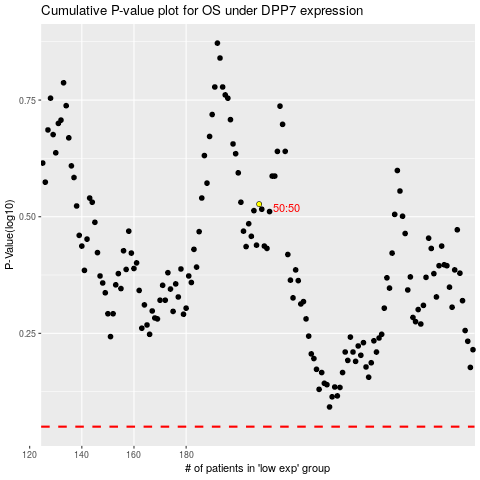 Cumulative P-value plot for OS under DPP7 expression
P-Value(log10)
0.75
0.50
0.25
50:50
120 140 160 180
# of patients in 'low exp' group